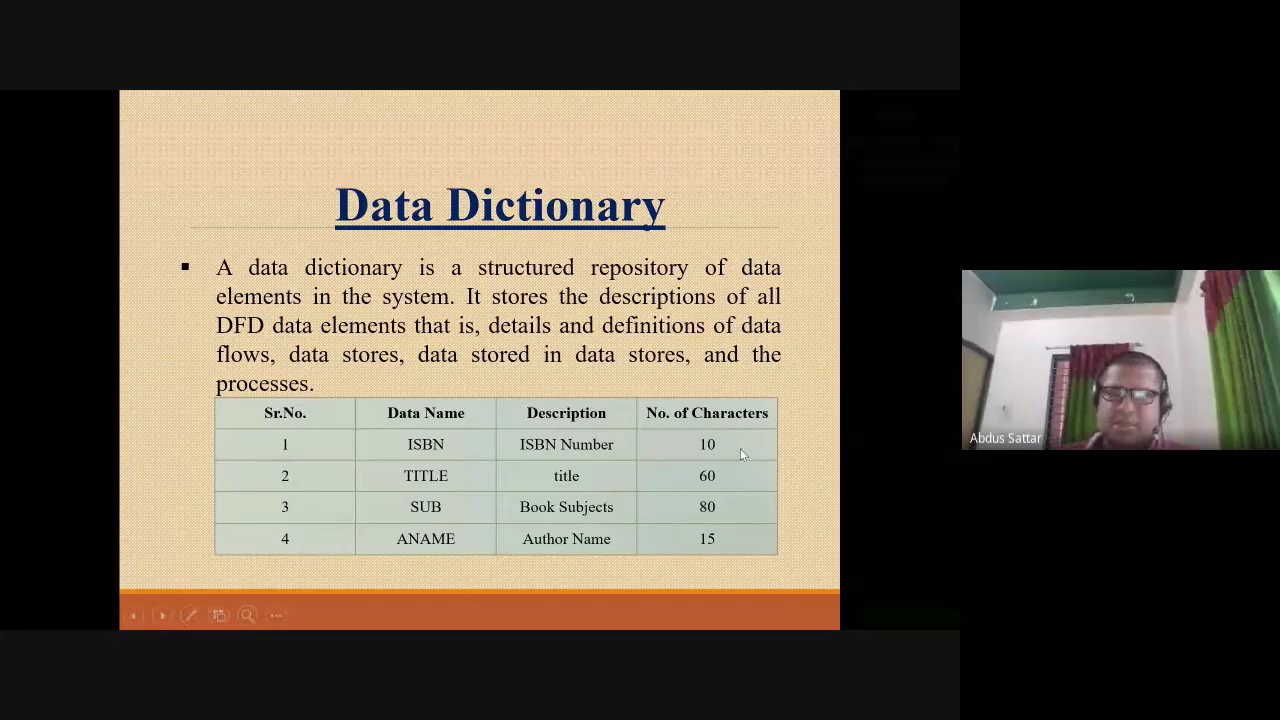 Data Dictionary
A data dictionary is a structured repository of data
elements in the system. It stores the descriptions of all
DFD data elements that is, details and definitions of data
flows, data stores, data stored in data stores, and the
processes.
Sr.No. Data Name Description No. of Characters
1 ISBN ISBN Number 10
2 TITLE title 60
3 SUB Book Subjects 80
4 ANAME Author Name 15
Abdus Sattar